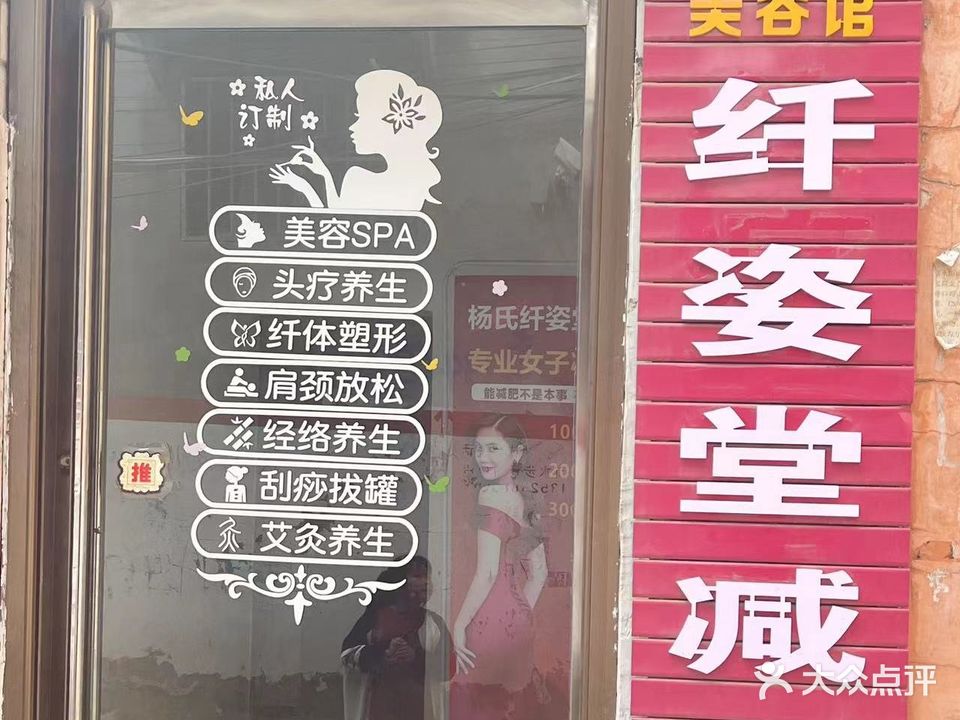 私人
订制
美容SPA
头疗养生
纤体塑形
肩颈放松
经络养生
刮痧拔罐
艾灸养生
推
杨氏纤姿
专业女子
能减肥不是本事
美容馆
纤姿堂减
大众点评